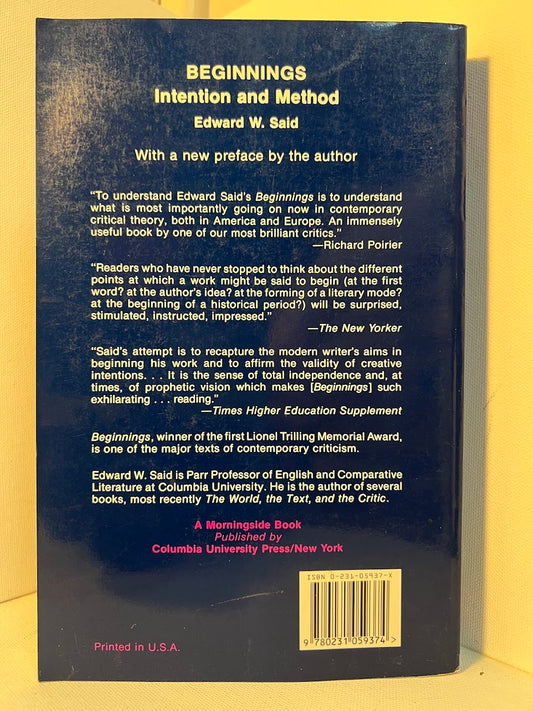 BEGINNINGS
Intention and Method
Edward W. Said
With a new preface by the author
“To understand Edward Said's Beginnings is to understand
what is most importantly going on now in contemporary
critical theory, both in America and Europe. An immensely
useful book by one of our most brilliant critics.”
—Richard Poirier
“Readers who have never stopped to think about the different
points at which a work might be said to begin (at the first
word? at the author's idea? at the forming of a literary mode?
at the beginning of a historical period?) will be surprised,
stimulated, instructed, impressed.”
—The New Yorker
“Said's attempt is to recapture the modern writer's aims in
beginning his work and to affirm the validity of creative
intentions. . . It is the sense of total independence and, at
times, of prophetic vision which makes [Beginnings] such
exhilarating . . . reading.”
—Times Higher Education Supplement
Beginnings, winner of the first Lionel Trilling Memorial Award,
is one of the major texts of contemporary criticism.
Edward W. Said is Parr Professor of English and Comparative
Literature at Columbia University. He is the author of several
books, most recently The World, the Text, and the Critic.
A Morningside Book
Published by
Columbia University Press/New York
ISBN 0-231-05937-X
9 780231 059374 >
Printed in U.S.A.